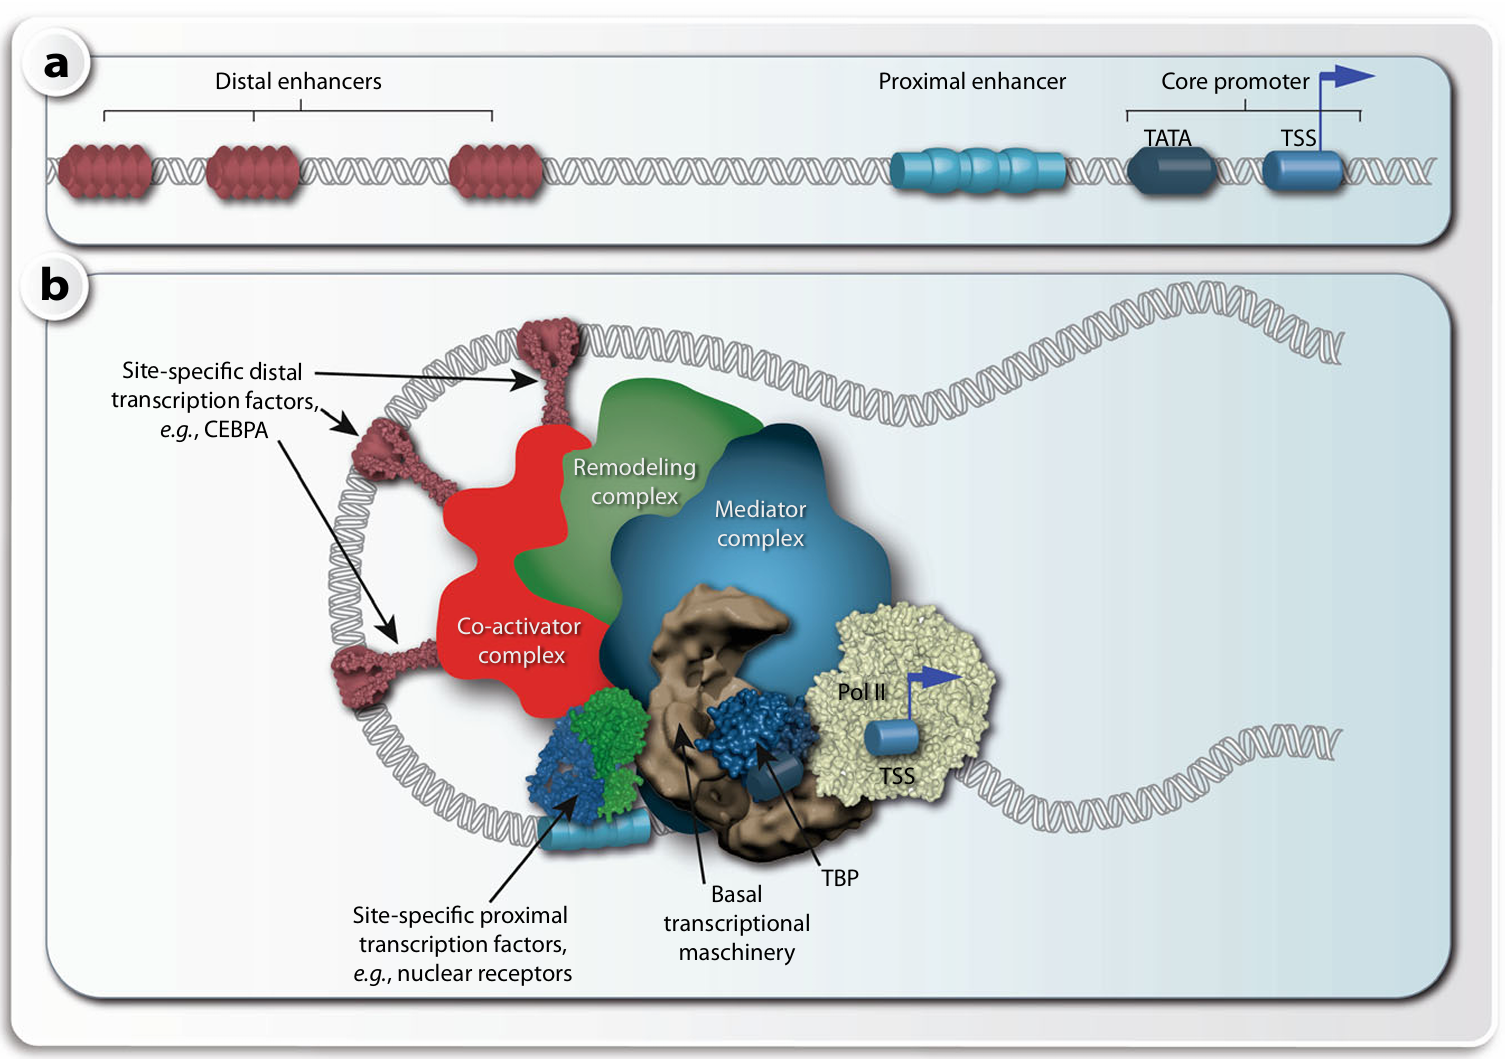 a
Distal enhancers
Proximal enhancer
Core promoter
TATA
TSS
b
Site-specific distal
transcription factors,
e.g., CEBPA
Remodeling
complex
Mediator
complex
Co-activator
complex
Pol II
TSS
TBP
Basal
transcriptional
maschinery
Site-specific proximal
transcription factors,
e.g., nuclear receptors